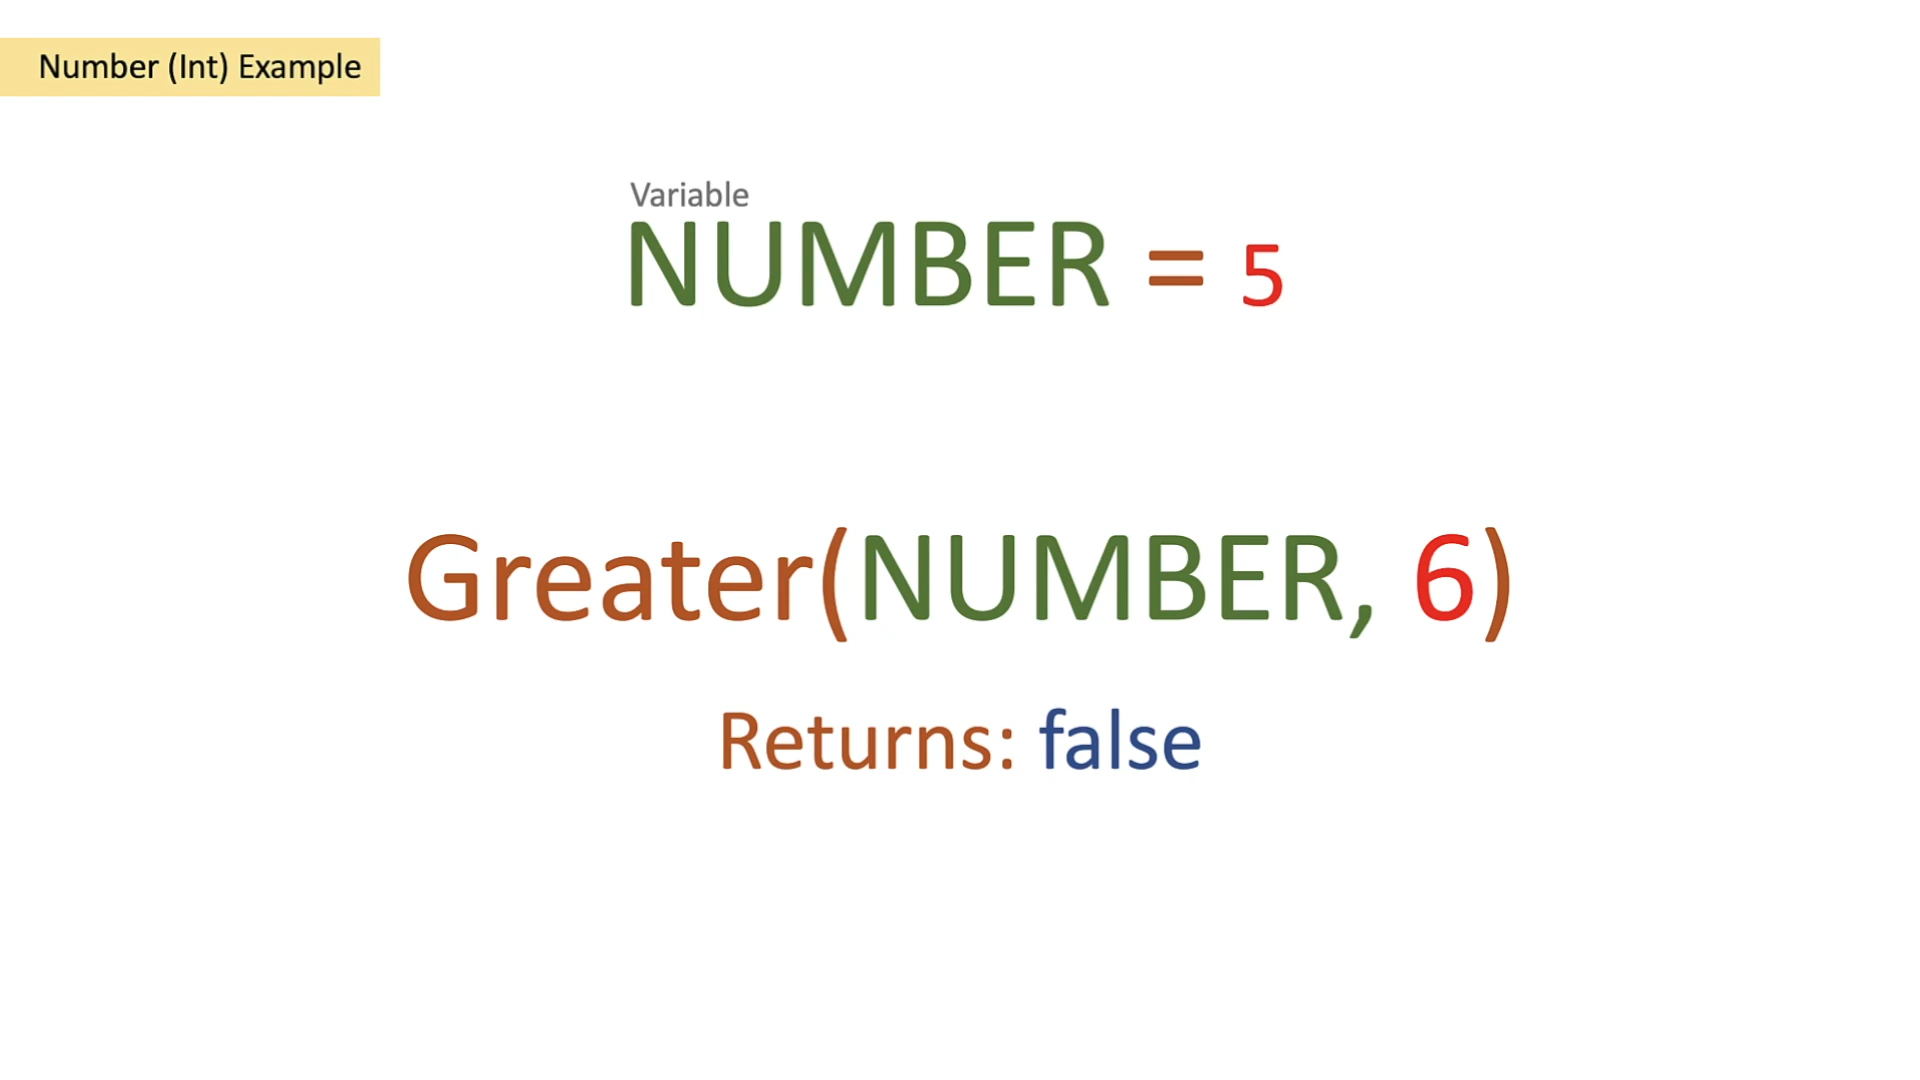 Number (Int) Example
Variable
NUMBER = 5
Greater(NUMBER, 6)
Returns: false